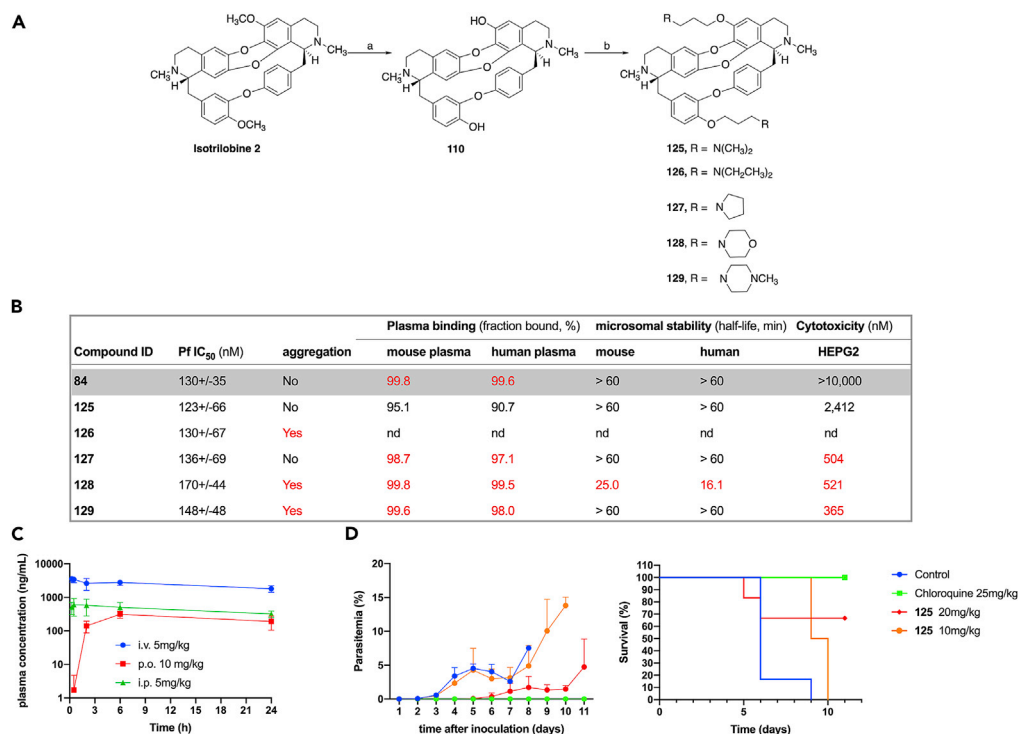 A
H₃CO
N-CH₃
O
O
H
CH₃
N
H
O
OCH₃
Isotrilobine 2
a
HO
N-CH₃
O
O
H
CH₃
N
H
O
OH
110
b
R
O
N-CH₃
O
O
H
CH₃
N
H
O
O
R
125, R = N(CH₃)₂
126, R = N(CH₂CH₃)₂
127, R = N
128, R = N O
129, R = N NCH₃
B
Plasma binding (fraction bound, %) microsomal stability (half-life, min) Cytotoxicity (nM)
Compound ID Pf IC₅₀ (nM) aggregation mouse plasma human plasma mouse human HEPG2
84 130+/-35 No 99.8 99.6 > 60 > 60 >10,000
125 123+/-66 No 95.1 90.7 > 60 > 60 2,412
126 130+/-67 Yes nd nd nd nd nd
127 136+/-69 No 98.7 97.1 > 60 > 60 504
128 170+/-44 Yes 99.8 99.5 25.0 16.1 521
129 148+/-48 Yes 99.6 98.0 > 60 > 60 365
C
plasma concentration (ng/mL)
10000
1000
100
10
1
0 3 6 9 12 15 18 21 24
Time (h)
i.v. 5mg/kg
p.o. 10 mg/kg
i.p. 5mg/kg
D
Parasitemia (%)
20
15
10
5
0
1 2 3 4 5 6 7 8 9 10 11
time after inoculation (days)
Survival (%)
110
100
90
80
70
60
50
40
30
20
10
0
0 5 10
Time (days)
Control
Chloroquine 25mg/kg
125 20mg/kg
125 10mg/kg